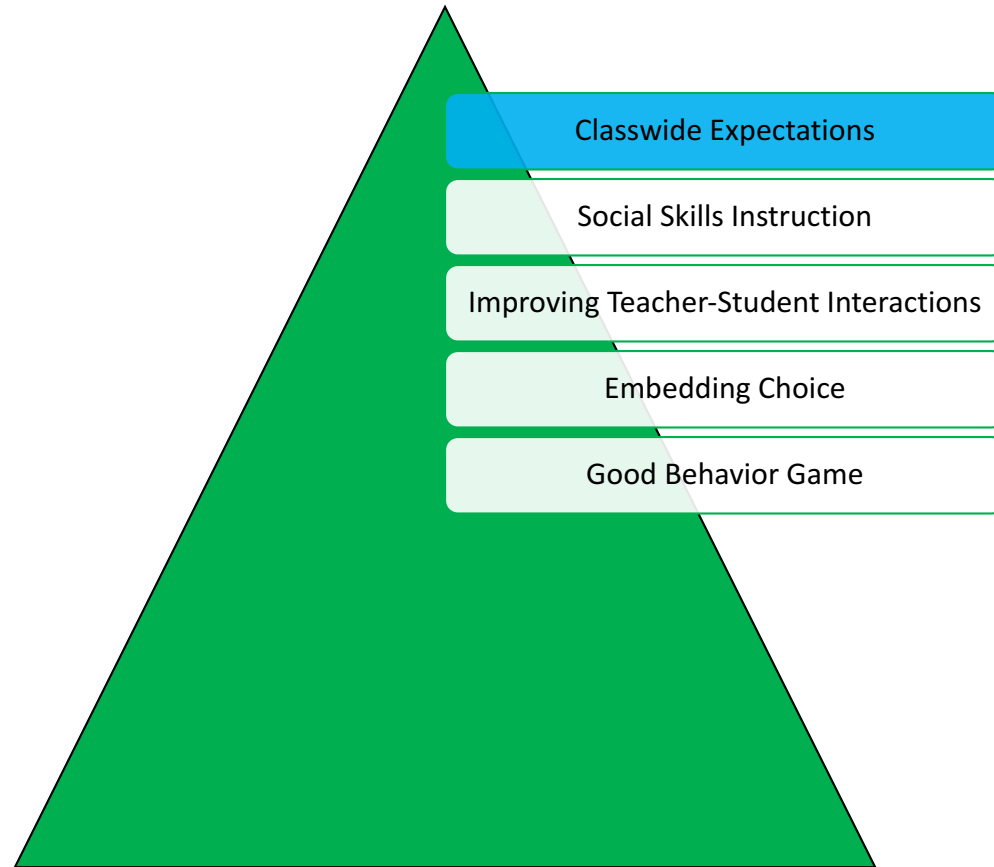 Classwide Expectations
Social Skills Instruction
Improving Teacher-Student Interactions
Embedding Choice
Good Behavior Game